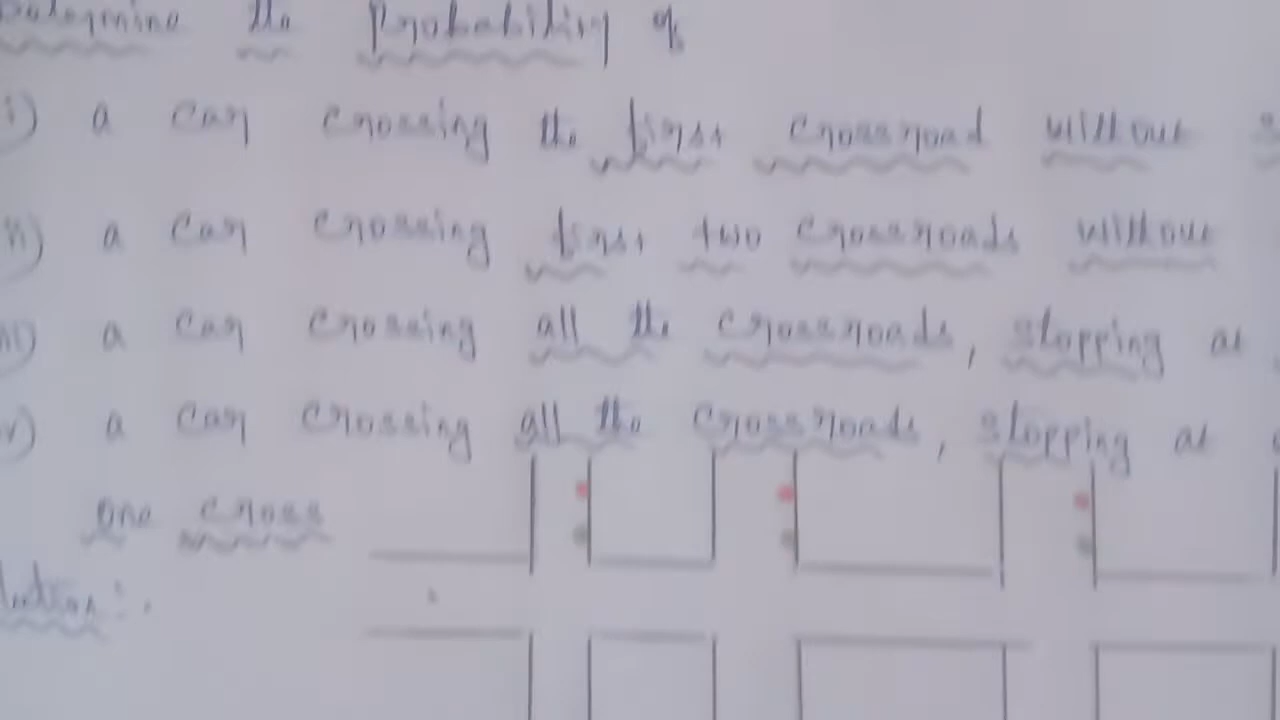 Determine the Probability of
i) a car crossing the first crossroad without
ii) a car crossing first two crossroads without
iii) a car crossing all the crossroads, stopping at
iv) a car crossing all the crossroads, stopping at
one cross